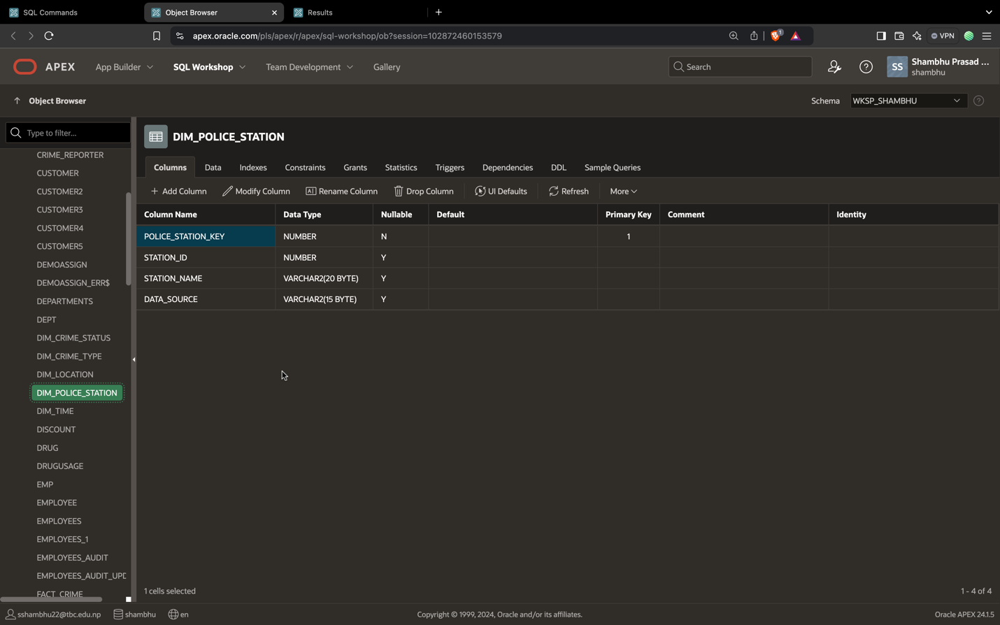 SQL Commands
Object Browser
Results
apex.oracle.com/pls/apex/r/apex/sql-workshop/ob?session=102872460153579
1
VPN
APEX
App Builder
SQL Workshop
Team Development
Gallery
Search
SS
Shambhu Prasad ...
shambhu
Object Browser
Schema
WKSP_SHAMBHU
Type to filter...
CRIME_REPORTER
CUSTOMER
CUSTOMER2
CUSTOMER3
CUSTOMER4
CUSTOMER5
DEMOASSIGN
DEMOASSIGN_ERR$
DEPARTMENTS
DEPT
DIM_CRIME_STATUS
DIM_CRIME_TYPE
DIM_LOCATION
DIM_POLICE_STATION
DIM_TIME
DISCOUNT
DRUG
DRUGUSAGE
EMP
EMPLOYEE
EMPLOYEES
EMPLOYEES_1
EMPLOYEES_AUDIT
EMPLOYEES_AUDIT_UPD
FACT_CRIME
DIM_POLICE_STATION
Columns Data Indexes Constraints Grants Statistics Triggers Dependencies DDL Sample Queries
Add Column Modify Column Rename Column Drop Column UI Defaults Refresh More
Column Name Data Type Nullable Default Primary Key Comment Identity
POLICE_STATION_KEY NUMBER N 1
STATION_ID NUMBER Y
STATION_NAME VARCHAR2(20 BYTE) Y
DATA_SOURCE VARCHAR2(15 BYTE) Y
1 cells selected
1 - 4 of 4
sshambhu22@tbc.edu.np shambhu en
Copyright © 1999, 2024, Oracle and/or its affiliates.
Oracle APEX 24.1.5